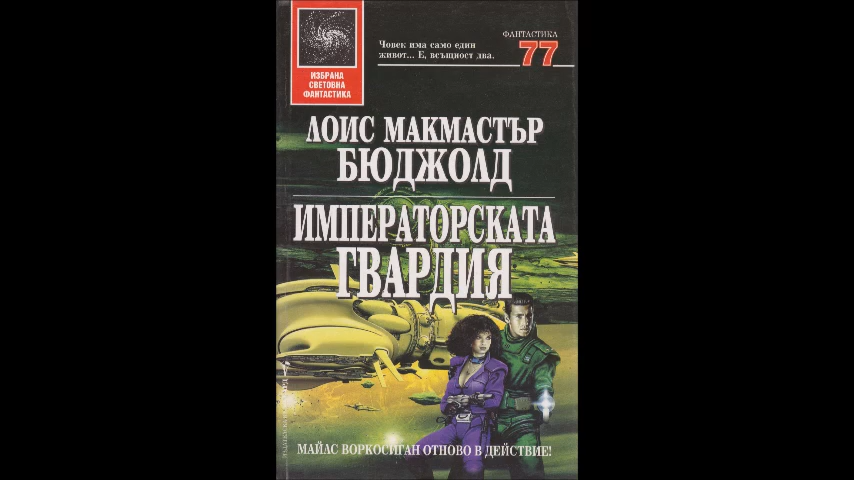 ИЗБРАНА
СВЕТОВНА
ФАНТАСТИКА
Човек има само един
живот... Е, всъщност два.
ФАНТАСТИКА
77
ЛОИС МАКМАСТЪР
БЮДЖОЛД
ИМПЕРАТОРСКАТА
ГВАРДИЯ
МАЙЛС ВОРКОСИГАН ОТНОВО В ДЕЙСТВИЕ!